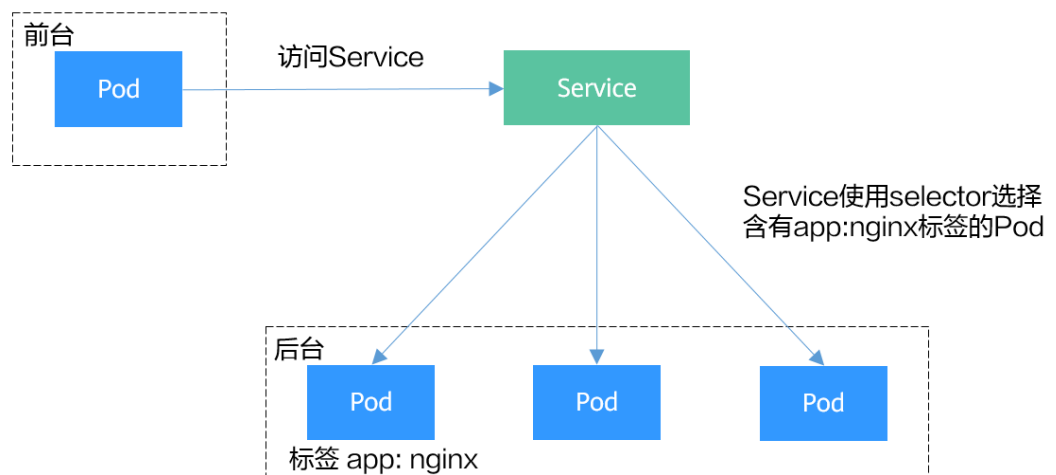 前台
Pod
访问Service
Service
Service使用selector选择
含有app:nginx标签的Pod
后台
Pod
Pod
Pod
标签 app: nginx